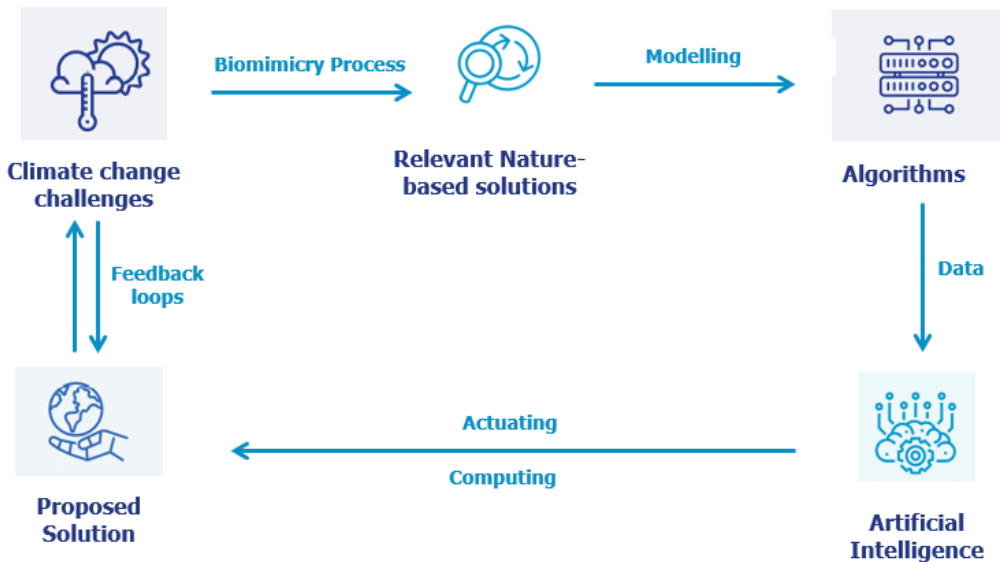 Biomimicry Process
Modelling
Climate change
challenges
Relevant Nature-
based solutions
Algorithms
Feedback
loops
Data
Actuating
Computing
Proposed
Solution
Artificial
Intelligence